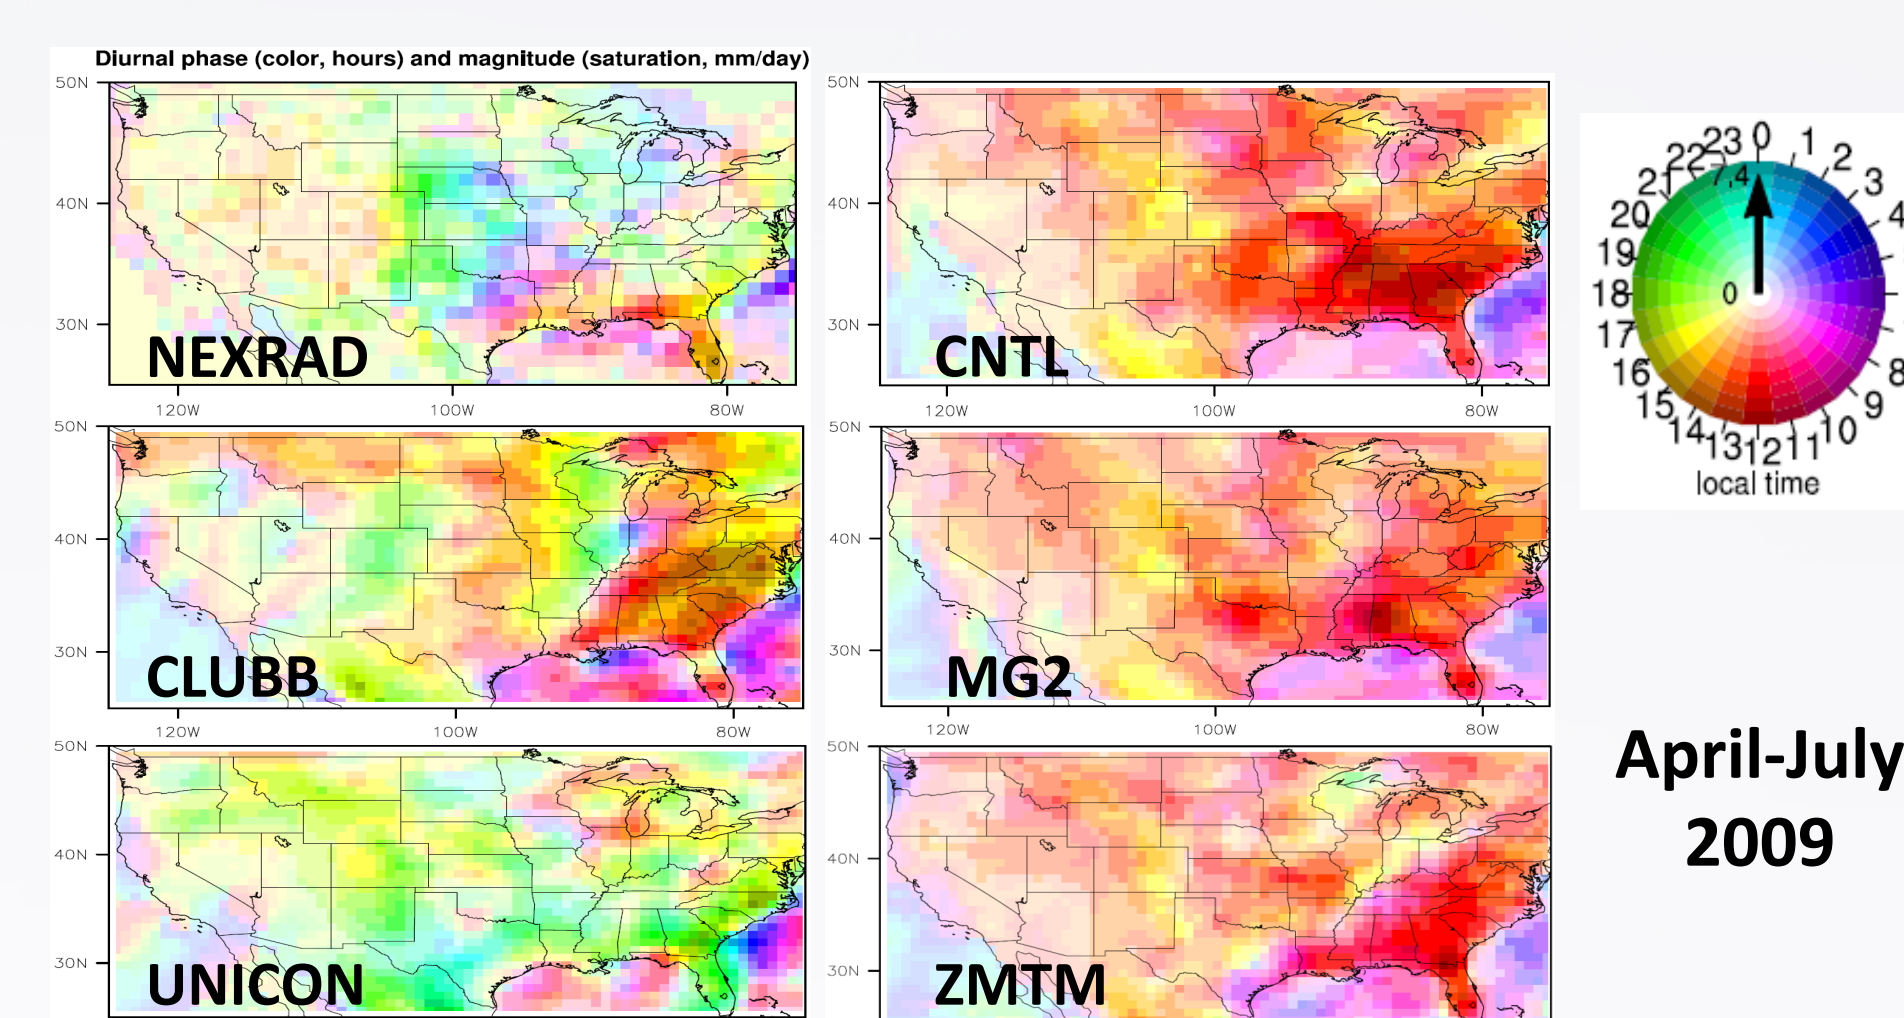 Diurnal phase (color, hours) and magnitude (saturation, mm/day)
50N
40N
30N
NEXRAD
120W
100W
80W
50N
40N
30N
CNTL
120W
100W
80W
50N
40N
30N
CLUBB
120W
100W
80W
50N
40N
30N
MG2
120W
100W
80W
50N
40N
30N
UNICON
50N
40N
30N
ZMTM
0
1
2
3
4
8
9
10
11
12
13
14
15
16
17
18
19
20
21
22
23
7,4
0
local time
April-July
2009